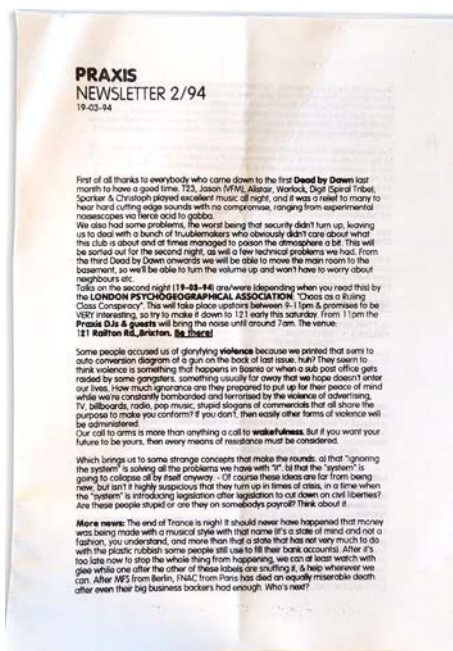 PRAXIS
NEWSLETTER 2/94
19-03-94
First of all thanks to everybody who came down to the first Dead by Dawn last
month to have a good time. T23, Jason (VFM), Alistair, Warlock, Digit (Spiral Tribe),
Sparker & Christoph played excellent music all night, and it was a relief to many to
hear hard cutting edge sounds with no compromise, ranging from experimental
noisescapes via fierce acid to gabba.
We also had some problems, the worst being that security didn't turn up, leaving
us to deal with a bunch of troublemakers who obviously didn't care about what
this club is about and at times managed to poison the atmosphere a bit. This will
be sorted out for the second night, as will a few technical problems we had. From
the third Dead by Dawn onwards we will be able to move the main room to the
basement, so we'll be able to turn the volume up and won't have to worry about
neighbours etc.
Talks on the second night (19-03-94) are/were (depending when you read this) by
the LONDON PSYCHOGEOGRAPHICAL ASSOCIATION: "Chaos as a Ruling
Class Conspiracy". This will take place upstairs between 9-11pm & promises to be
VERY interesting, so try to make it down to 121 early this saturday. From 11pm the
Praxis DJs & guests will bring the noise until around 7am. The venue:
121 Railton Rd., Brixton. Be there!
Some people accused us of glorifying violence because we printed that semi to
auto conversion diagram of a gun on the back of last issue. huh? They seem to
think violence is something that happens in Bosnia or when a sub post office gets
raided by some gangsters, something usually far away that we hope doesn't enter
our lives. How much ignorance are they prepared to put up for their peace of mind
while we're constantly bombarded and terrorised by the violence of advertising,
TV, billboards, radio, pop music, stupid slogans of commercials that all share the
purpose to make you conform? If you don't, then easily other forms of violence will
be administered.
Our call to arms is more than anything a call to wakefulness. But if you want your
future to be yours, then every means of resistance must be considered.
Which brings us to some strange concepts that make the rounds. a) that "ignoring
the system" is solving all the problems we have with "it". b) that the "system" is
going to collapse all by itself anyway. - Of course these ideas are far from being
new, but isn't it highly suspicious that they turn up in times of crisis, in a time when
the "system" is introducing legislation after legislation to cut down on civil liberties?
Are these people stupid or are they on somebodys payroll? Think about it.
More news: The end of Trance is nigh! It should never have happened that money
was being made with a musical style with that name (it's a state of mind and not a
fashion, you understand, and more than that a state that has not very much to do
with the plastic rubbish some people still use to fill their bank accounts). After it's
too late now to stop the whole thing from happening, we can at least watch with
glee while one after the other of these labels are snuffing it, & help wherever we
can. After MFS from Berlin, FNAC from Paris has died an equally miserable death
after even their big business backers had enough. Who's next?